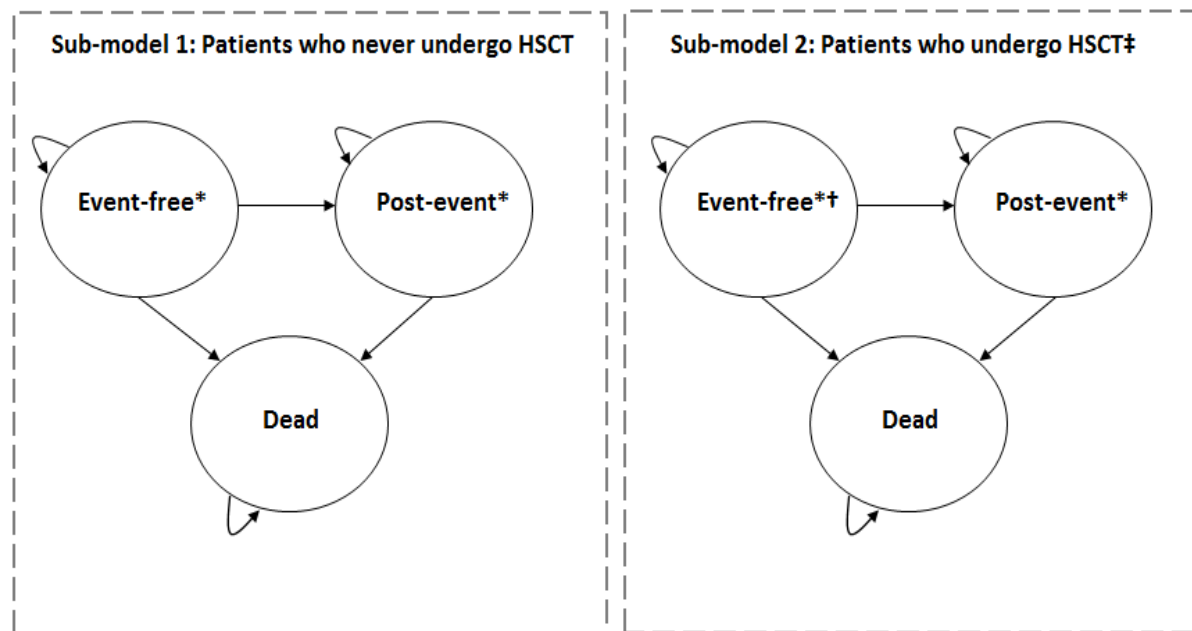 Sub-model 1: Patients who never undergo HSCT
Event-free*
Post-event*
Dead
Sub-model 2: Patients who undergo HSCT‡
Event-free*†
Post-event*
Dead